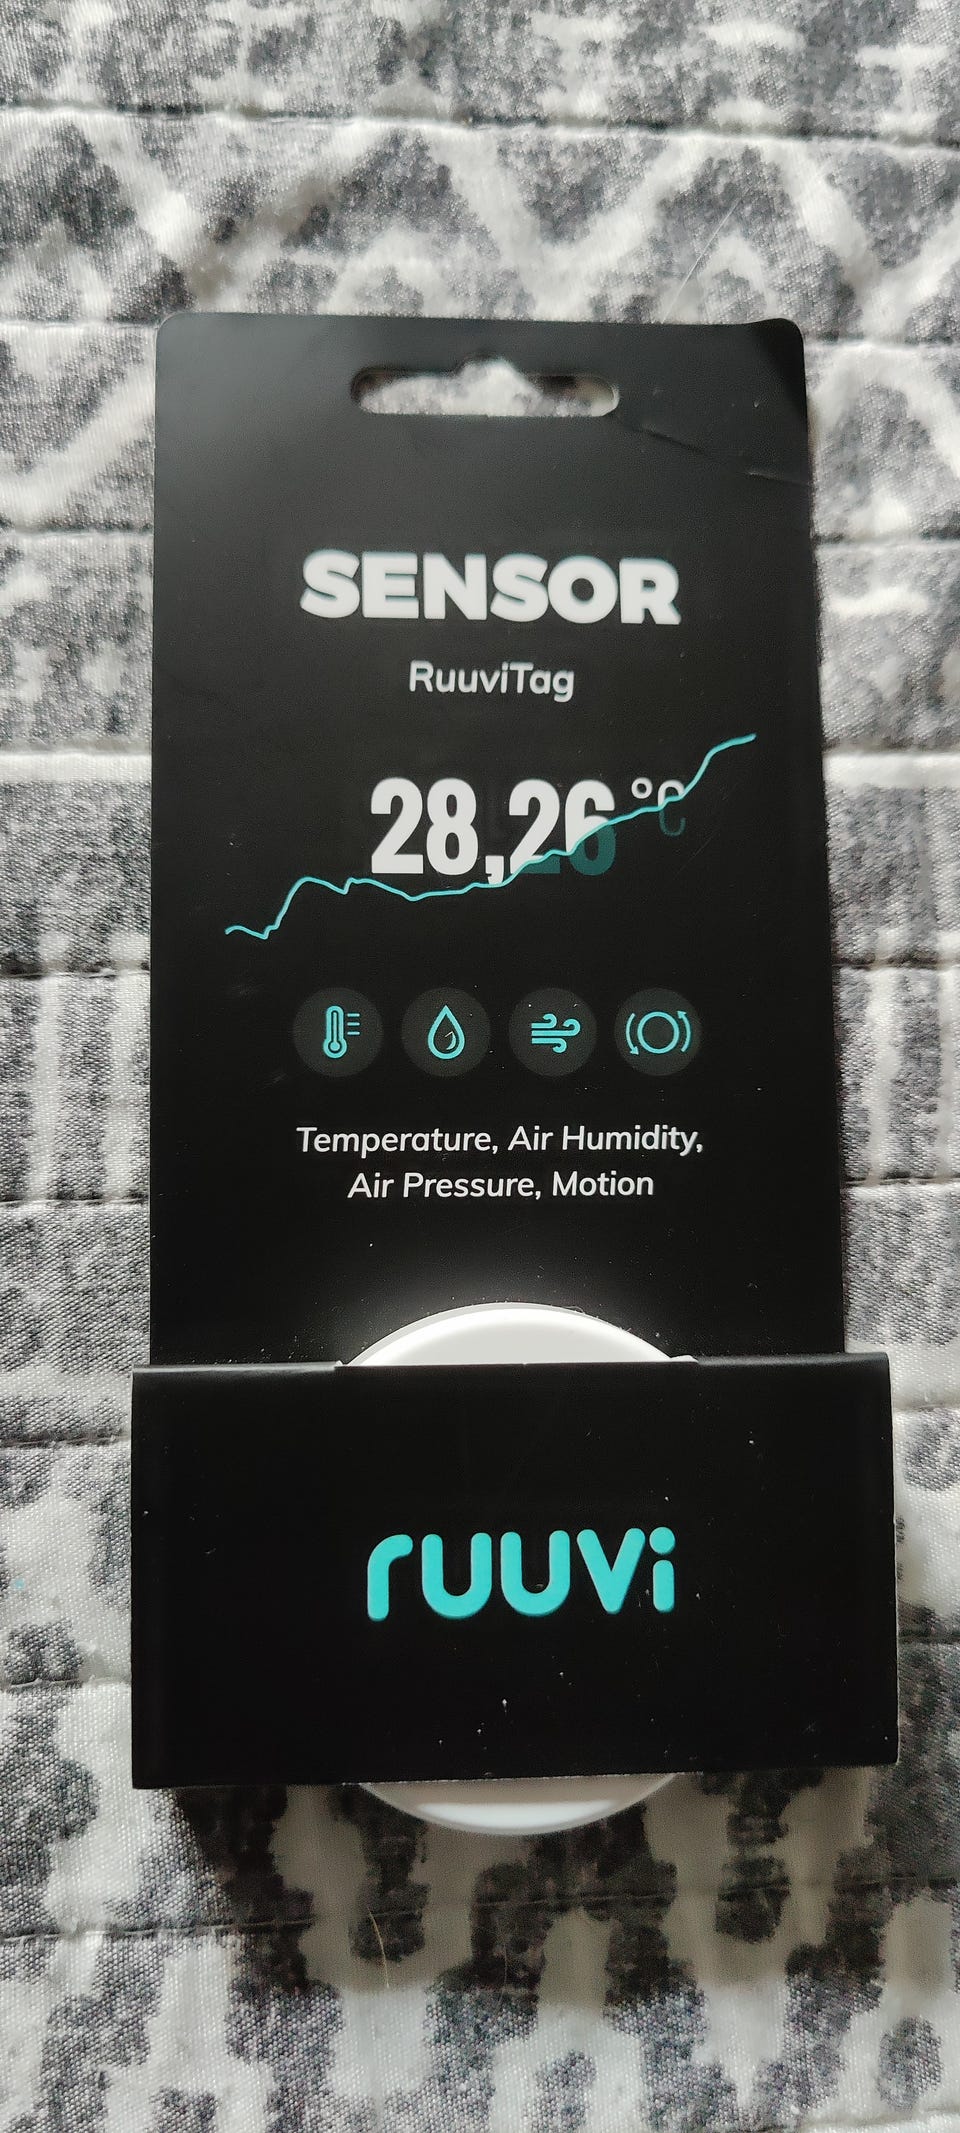 SENSOR
RuuviTag
28,26 °C
Temperature, Air Humidity,
Air Pressure, Motion
ruuvi